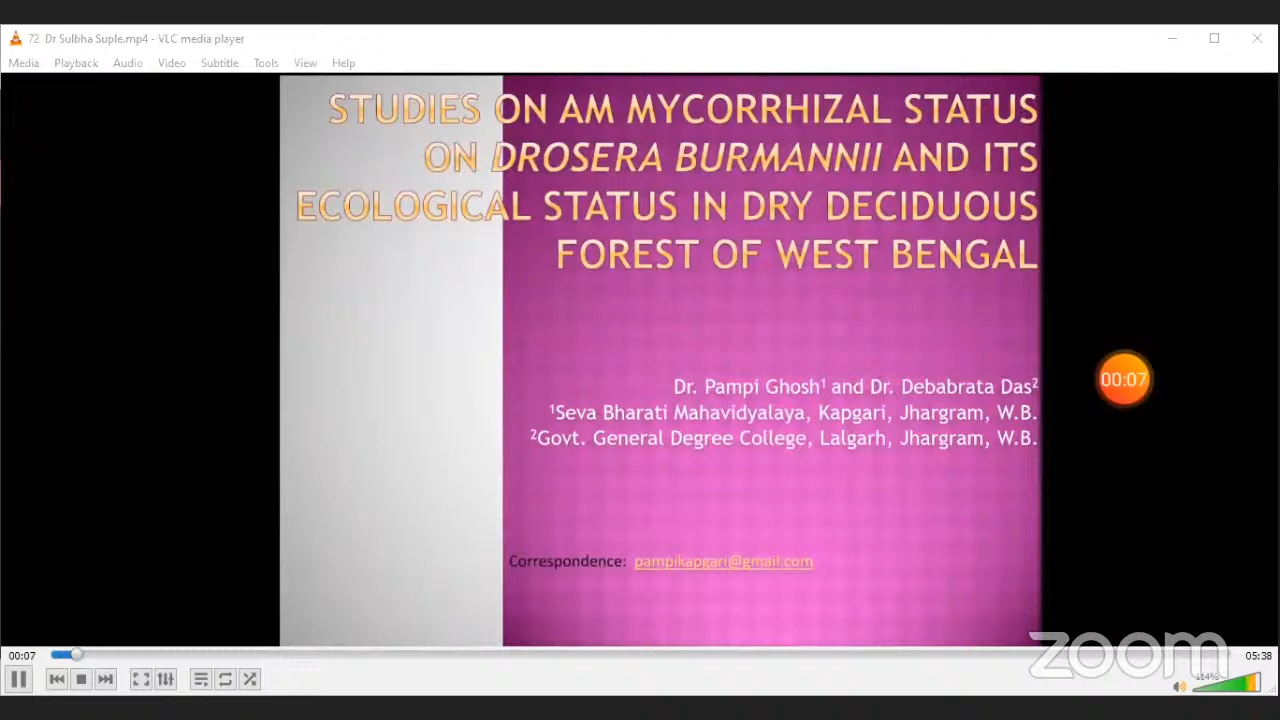 72 Dr Sulbha Suple.mp4 - VLC media player
Media Playback Audio Video Subtitle Tools View Help
STUDIES ON AM MYCORRHIZAL STATUS
ON DROSERA BURMANNII AND ITS
ECOLOGICAL STATUS IN DRY DECIDUOUS
FOREST OF WEST BENGAL
Dr. Pampi Ghosh¹ and Dr. Debabrata Das²
¹Seva Bharati Mahavidyalaya, Kapgari, Jhargram, W.B.
²Govt. General Degree College, Lalgarh, Jhargram, W.B.
00:07
Correspondence: pampikapgari@gmail.com
zoom
00:07
05:38
114%